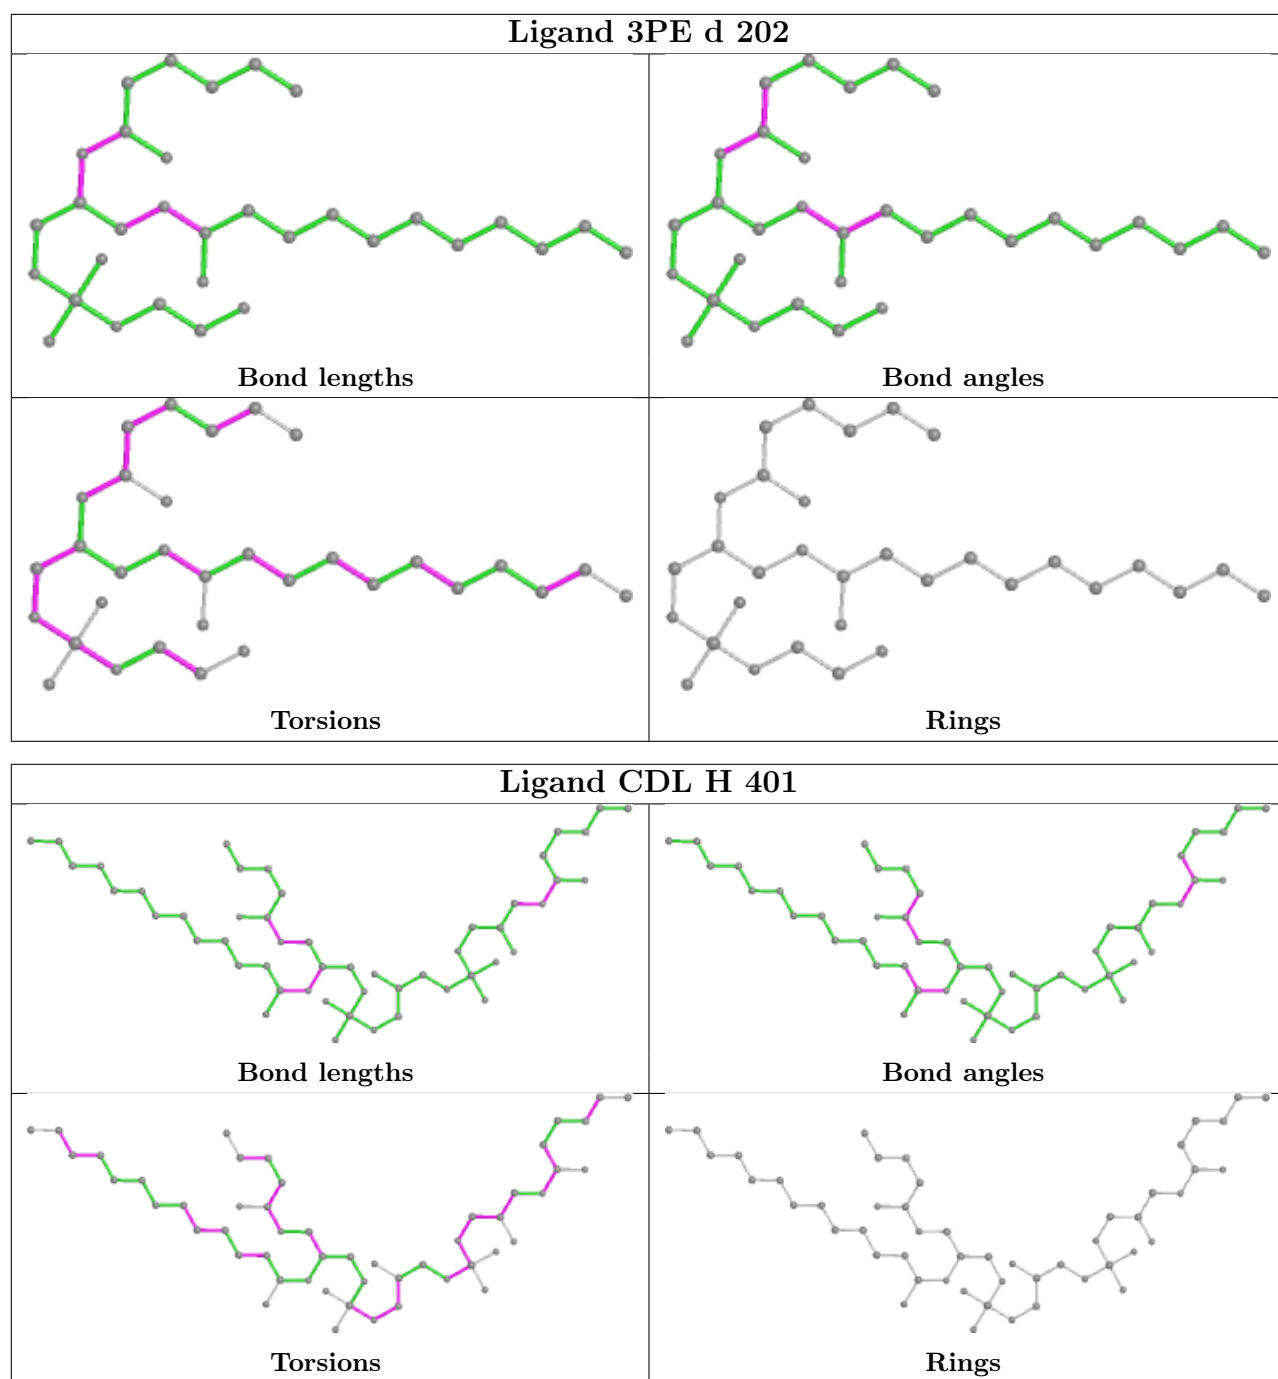 Ligand 3PE d 202
Bond lengths
Bond angles
Torsions
Rings
Ligand CDL H 401
Bond lengths
Bond angles
Torsions
Rings